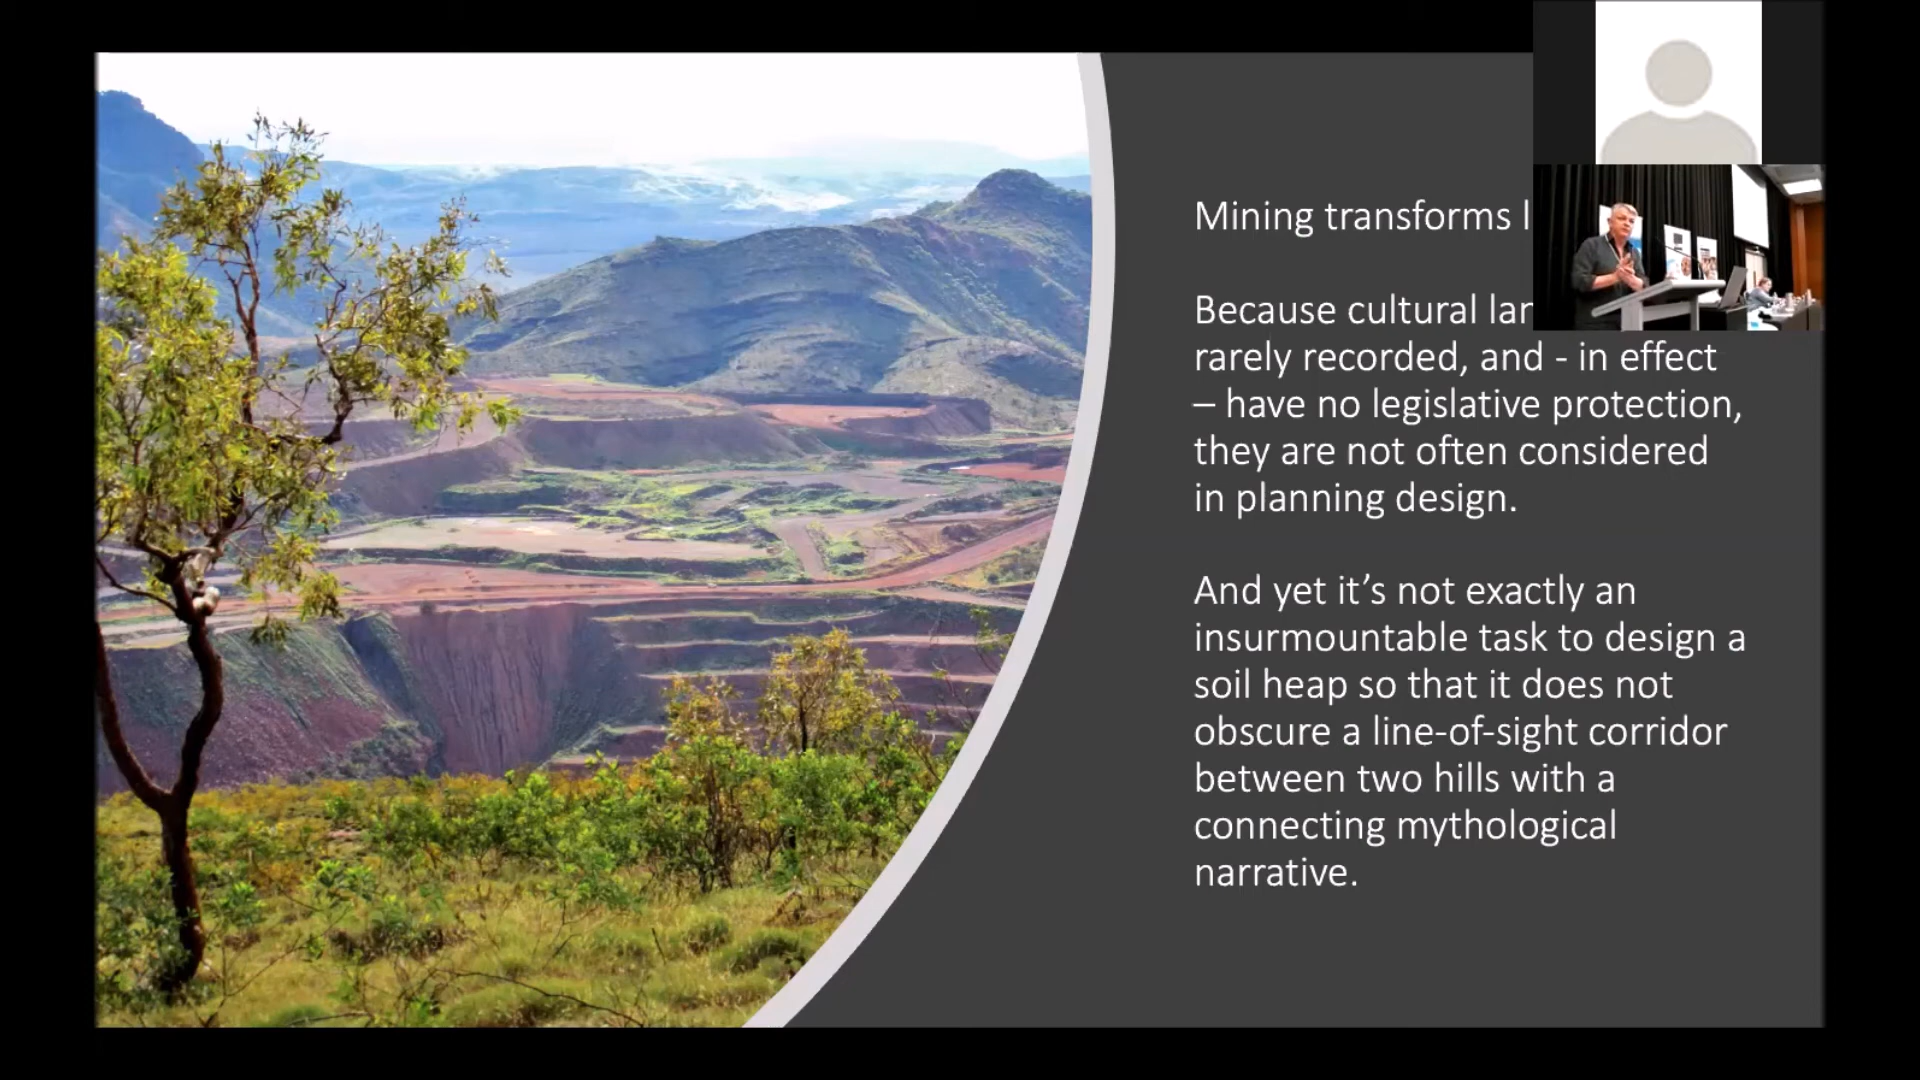 Mining transforms
Because cultural
rarely recorded, and - in effect
– have no legislative protection,
they are not often considered
in planning design.
And yet it’s not exactly an
insurmountable task to design a
soil heap so that it does not
obscure a line-of-sight corridor
between two hills with a
connecting mythological
narrative.